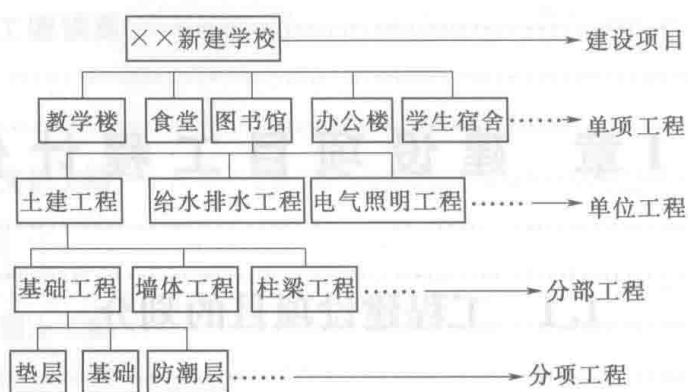 ××新建学校 建设项目
教学楼 食堂 图书馆 办公楼 学生宿舍 …… 单项工程
土建工程 给水排水工程 电气照明工程 …… 单位工程
基础工程 墙体工程 柱梁工程 …… 分部工程
垫层 基础 防潮层 …… 分项工程